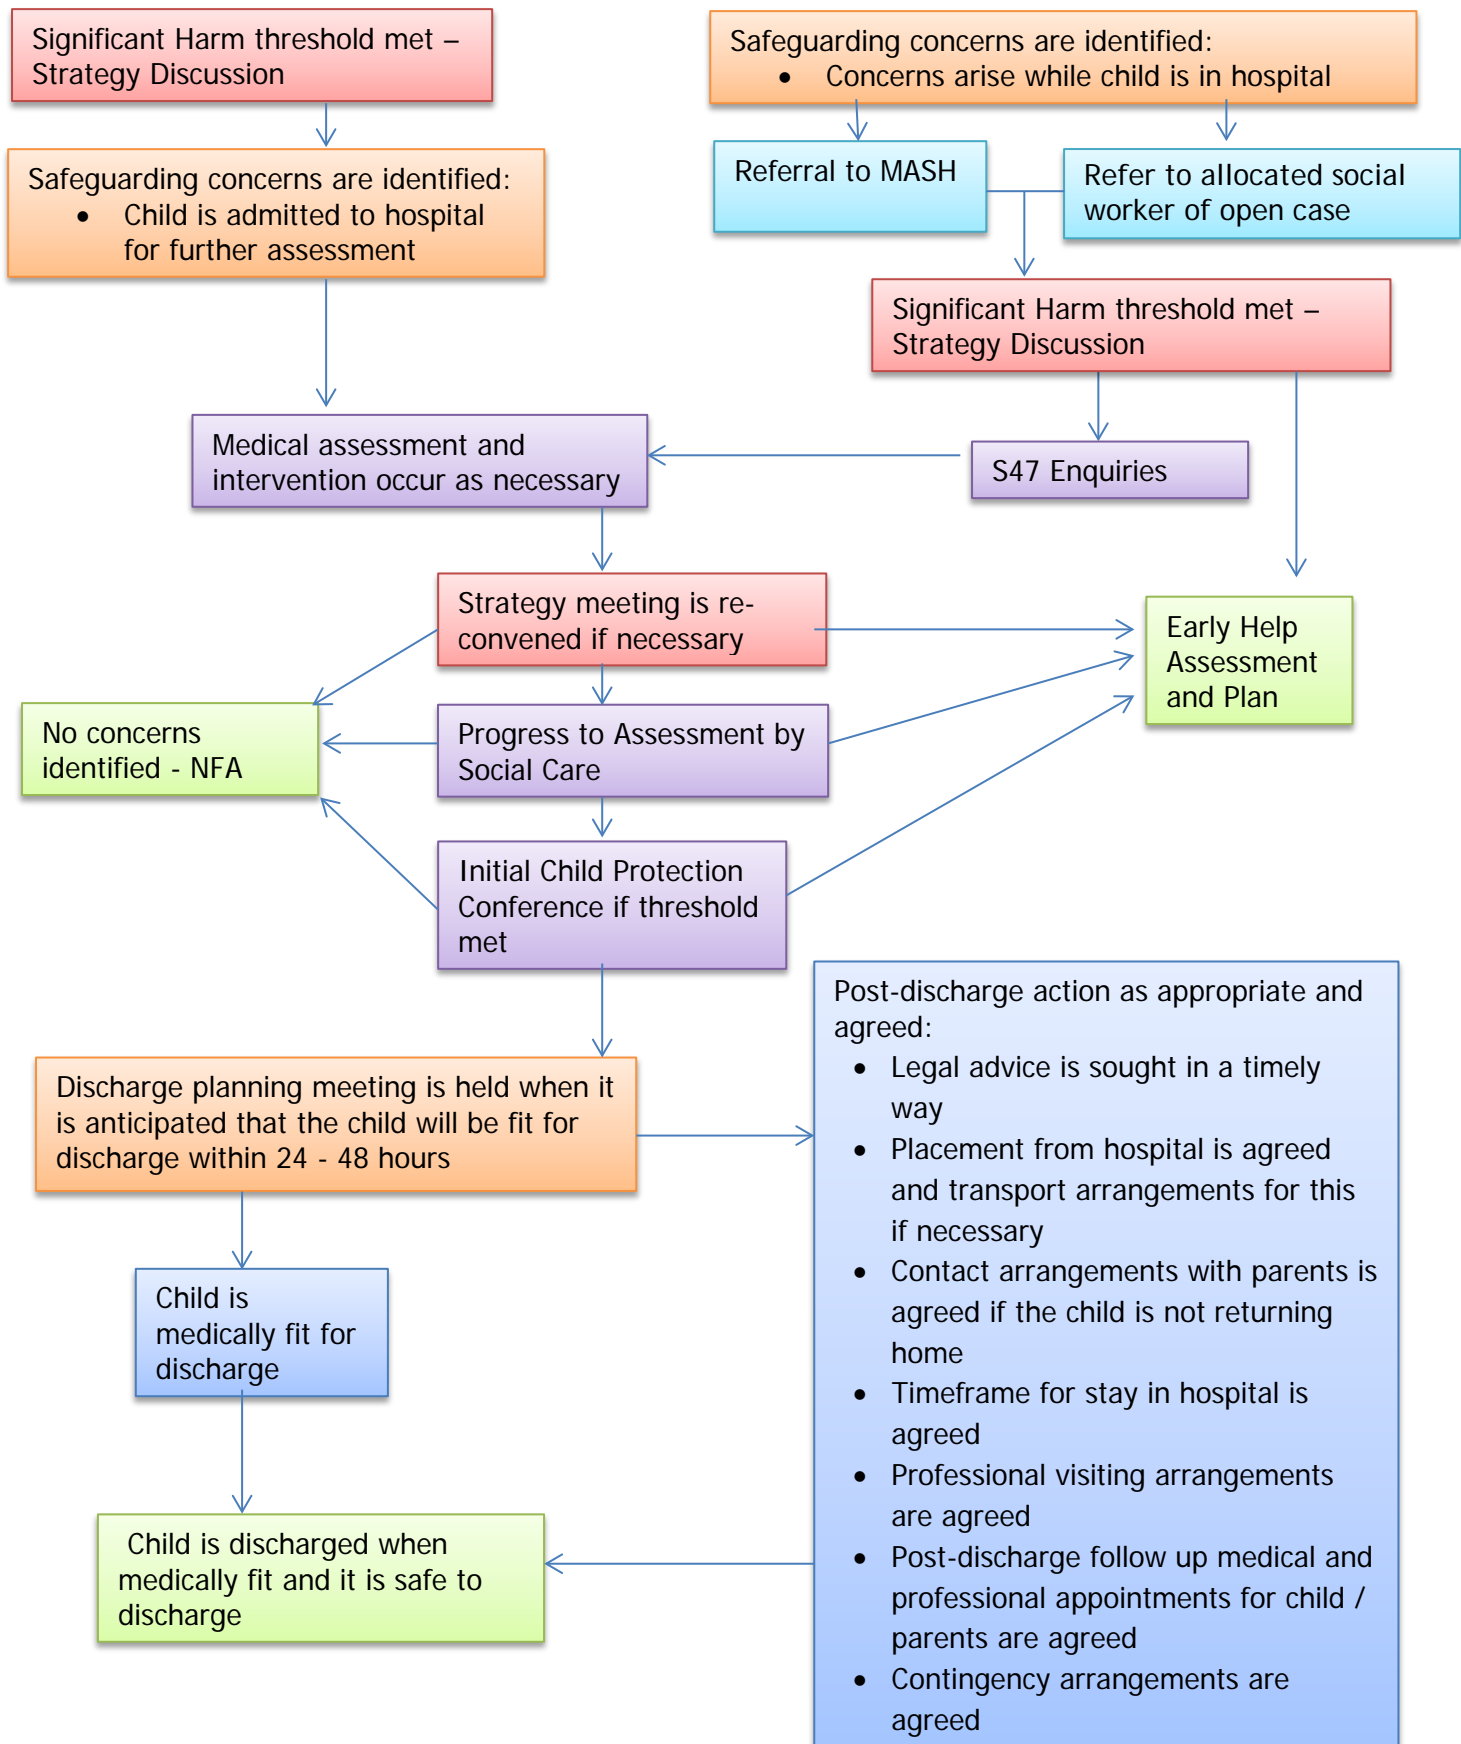 Significant Harm threshold met –
Strategy Discussion
Safeguarding concerns are identified:
• Concerns arise while child is in hospital
Safeguarding concerns are identified:
• Child is admitted to hospital
for further assessment
Referral to MASH
Refer to allocated social
worker of open case
Significant Harm threshold met –
Strategy Discussion
Medical assessment and
intervention occur as necessary
S47 Enquiries
Strategy meeting is re-
convened if necessary
Early Help
Assessment
and Plan
No concerns
identified - NFA
Progress to Assessment by
Social Care
Initial Child Protection
Conference if threshold
met
Discharge planning meeting is held when it
is anticipated that the child will be fit for
discharge within 24 - 48 hours
Child is
medically fit for
discharge
Child is discharged when
medically fit and it is safe to
discharge
Post-discharge action as appropriate and
agreed:
• Legal advice is sought in a timely
way
• Placement from hospital is agreed
and transport arrangements for this
if necessary
• Contact arrangements with parents is
agreed if the child is not returning
home
• Timeframe for stay in hospital is
agreed
• Professional visiting arrangements
are agreed
• Post-discharge follow up medical and
professional appointments for child /
parents are agreed
• Contingency arrangements are
agreed